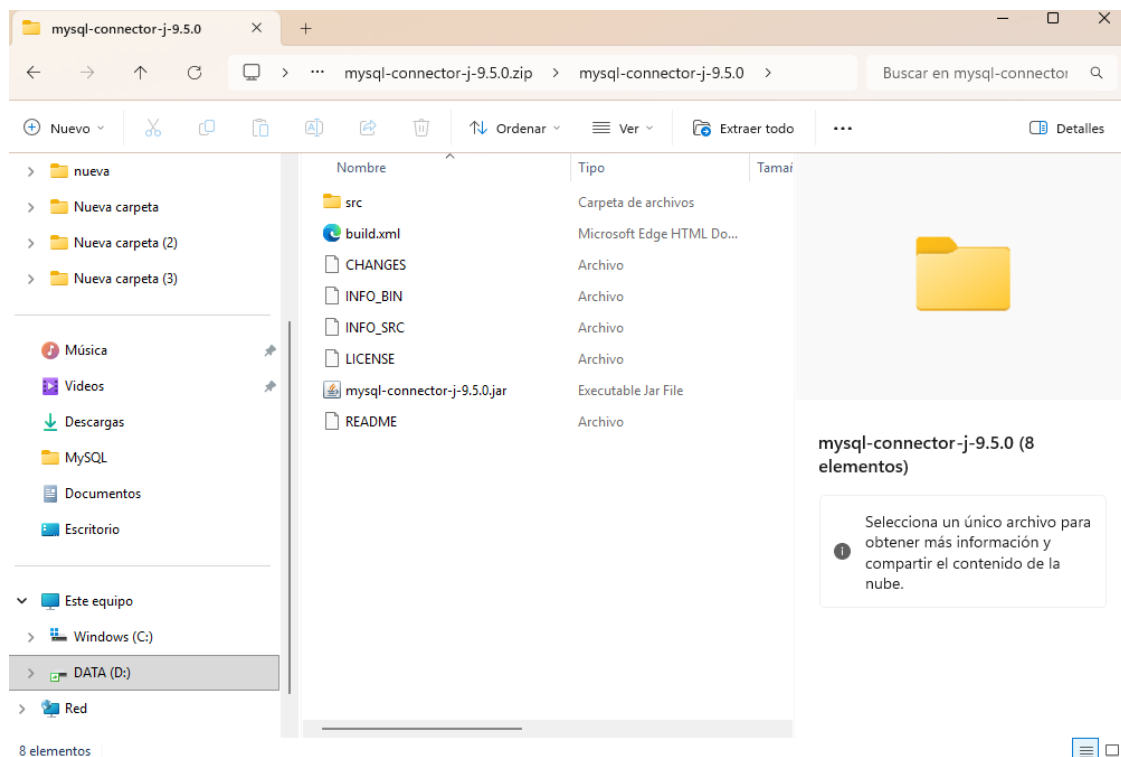 mysql-connector-j-9.5.0
··· mysql-connector-j-9.5.0.zip > mysql-connector-j-9.5.0 > Buscar en mysql-connector
Nuevo Ordenar Ver Extraer todo ··· Detalles
nueva
Nueva carpeta
Nueva carpeta (2)
Nueva carpeta (3)
Música
Videos
Descargas
MySQL
Documentos
Escritorio
Este equipo
Windows (C:)
DATA (D:)
Red
Nombre Tipo Tamañ
src Carpeta de archivos
build.xml Microsoft Edge HTML Do...
CHANGES Archivo
INFO_BIN Archivo
INFO_SRC Archivo
LICENSE Archivo
mysql-connector-j-9.5.0.jar Executable Jar File
README Archivo
mysql-connector-j-9.5.0 (8
elementos)
Selecciona un único archivo para
obtener más información y
compartir el contenido de la
nube.
8 elementos